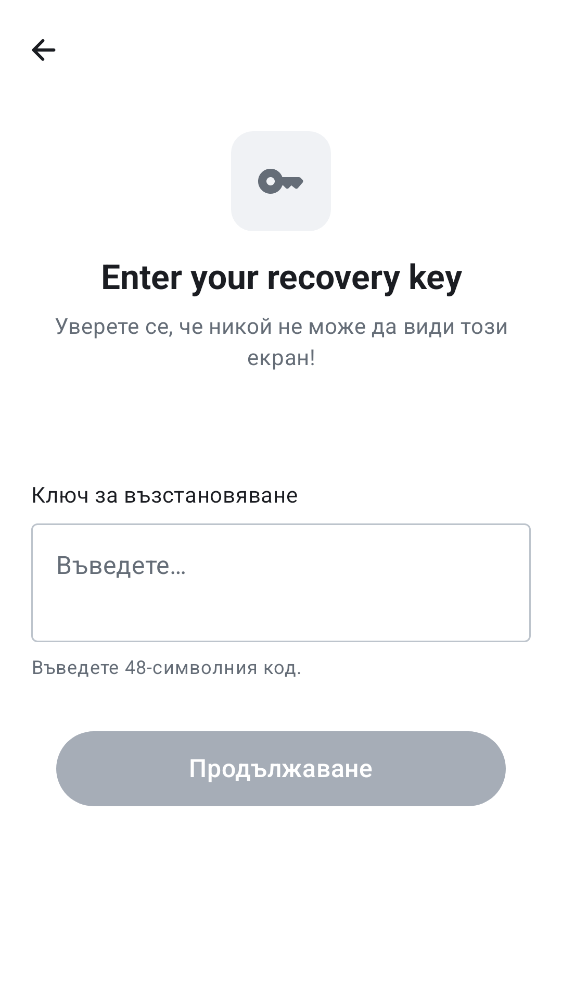 Enter your recovery key
Уверете се, че никой не може да види този
екран!
Ключ за възстановяване
Въведете…
Въведете 48-символния код.
Продължаване